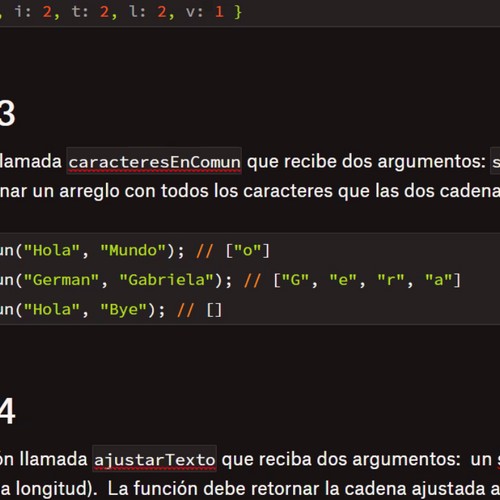 , i: 2, t: 2, l: 2, v: 1 }
3
lamada caracteresEnComun que recibe dos argumentos: s
nar un arreglo con todos los caracteres que las dos cadena
un("Hola", "Mundo"); // ["o"]
un("German", "Gabriela"); // ["G", "e", "r", "a"]
un("Hola", "Bye"); // []
4
ón llamada ajustarTexto que reciba dos argumentos: un s
a longitud). La función debe retornar la cadena ajustada a